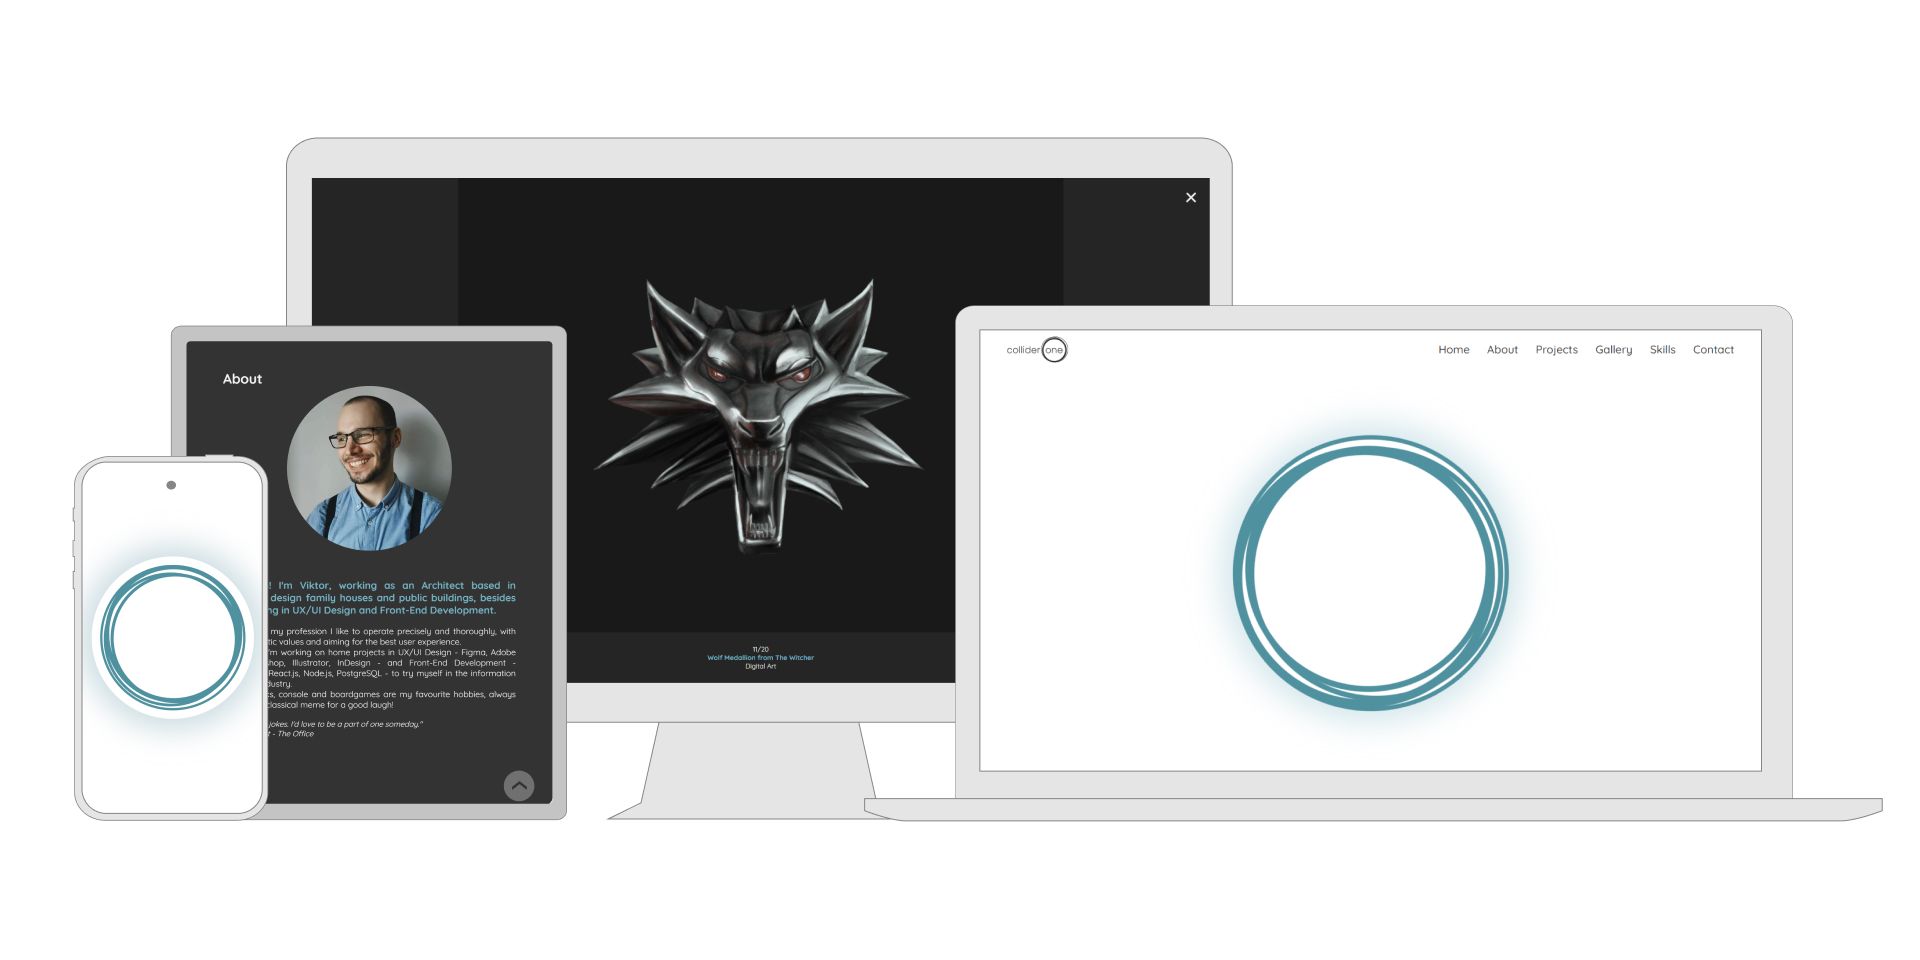 collider one
Home About Projects Gallery Skills Contact
About
! I'm Viktor, working as an Architect based in
design family houses and public buildings, besides
ng in UX/UI Design and Front-End Development.
my profession I like to operate precisely and thoroughly, with
tic values and aiming for the best user experience.
I'm working on home projects in UX/UI Design - Figma, Adobe
hop, Illustrator, InDesign - and Front-End Development -
React.js, Node.js, PostgreSQL - to try myself in the information
dustry.
s, console and boardgames are my favourite hobbies, always
classical meme for a good laugh!
jokes. I'd love to be a part of one someday."
t - The Office
11/20
Wolf Medallion from The Witcher
Digital Art